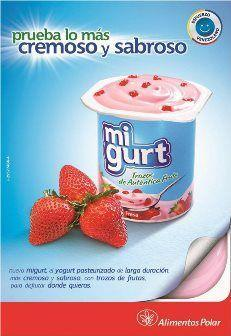 prueba lo más
cremoso y sabroso
mi
gurt
Trozos
de Auténtica Fruta
Fresa
nuevo migurt, el yogurt pasteurizado de larga duración,
más cremoso y sabroso, con trozos de frutas,
para disfrutar donde quieras.
Alimentos Polar